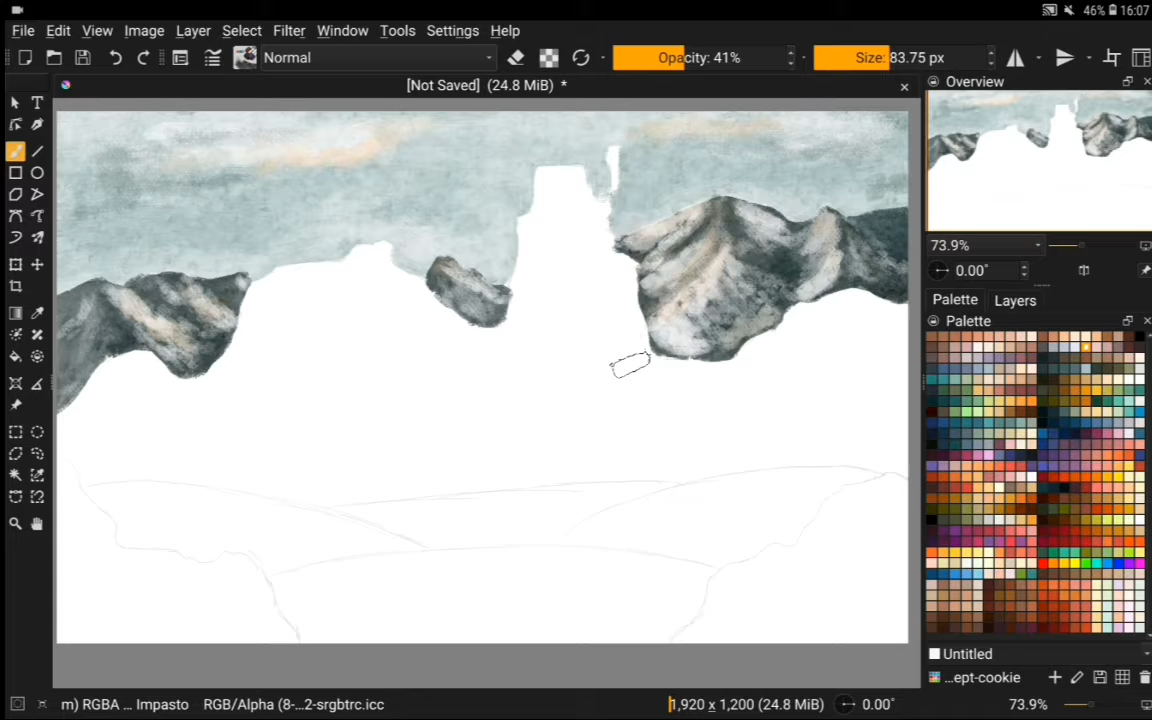 46% 16:07
File Edit View Image Layer Select Filter Window Tools Settings Help
Normal Opacity: 41% Size: 83.75 px
[Not Saved] (24.8 MiB) * Overview
73.9%
0.00°
Palette Layers
Palette
Untitled
...ept-cookie
m) RGBA ... Impasto RGB/Alpha (8-...2-srgbtrc.icc 1,920 x 1,200 (24.8 MiB) 0.00° 73.9%